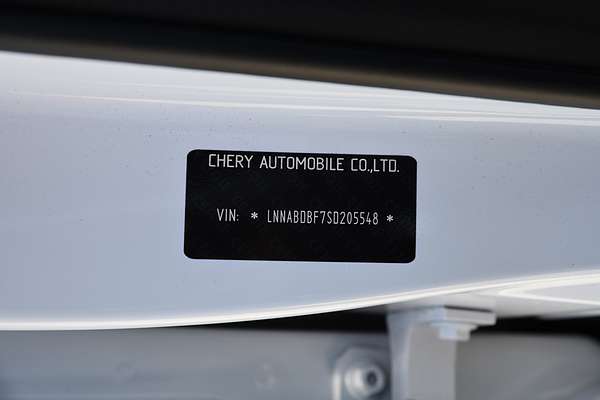 CHERY AUTOMOBILE CO.,LTD.
VIN: * LNNABDBF7SD205548 *